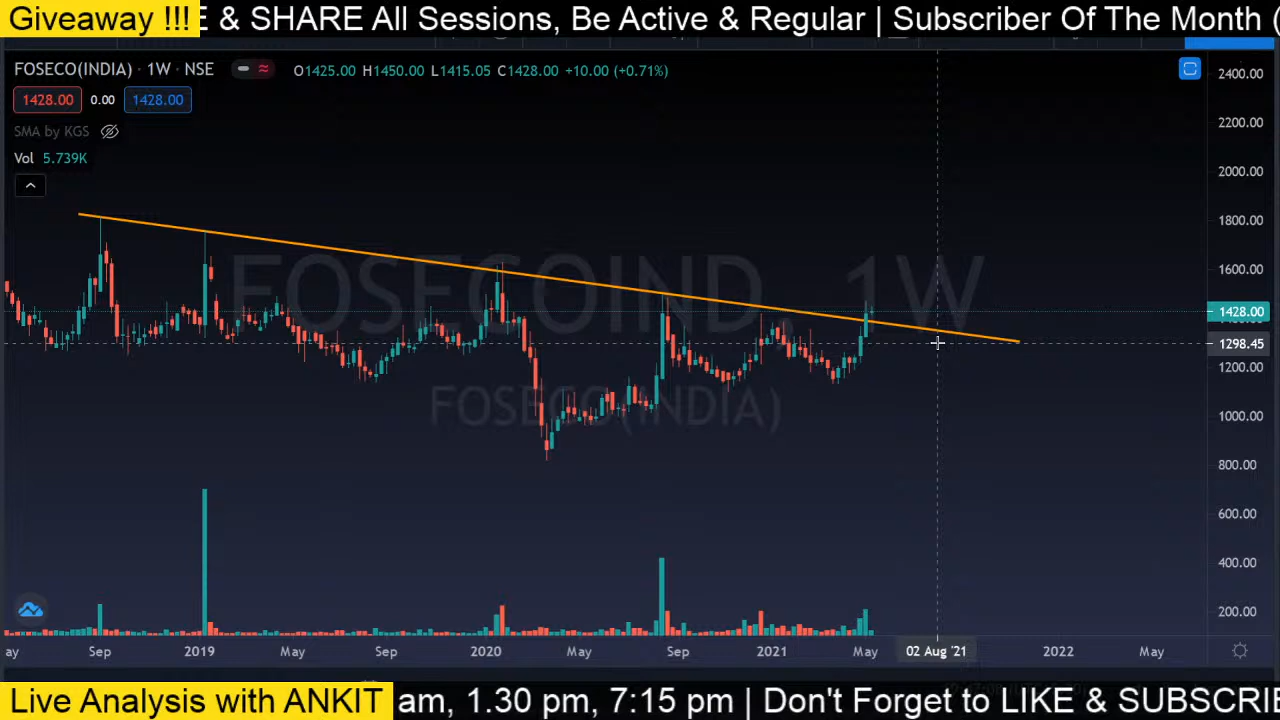 Giveaway !!! E & SHARE All Sessions, Be Active & Regular | Subscriber Of The Month (
FOSECO(INDIA) · 1W · NSE O1425.00 H1450.00 L1415.05 C1428.00 +10.00 (+0.71%)
1428.00 0.00 1428.00
SMA by KGS
Vol 5.739K
FOSECOIND, 1W
FOSECO(INDIA)
2400.00
2200.00
2000.00
1800.00
1600.00
1428.00
1298.45
1200.00
1000.00
800.00
600.00
400.00
200.00
ay Sep 2019 May Sep 2020 May Sep 2021 May 02 Aug '21 2022 May
Live Analysis with ANKIT am, 1.30 pm, 7:15 pm | Don't Forget to LIKE & SUBSCRI